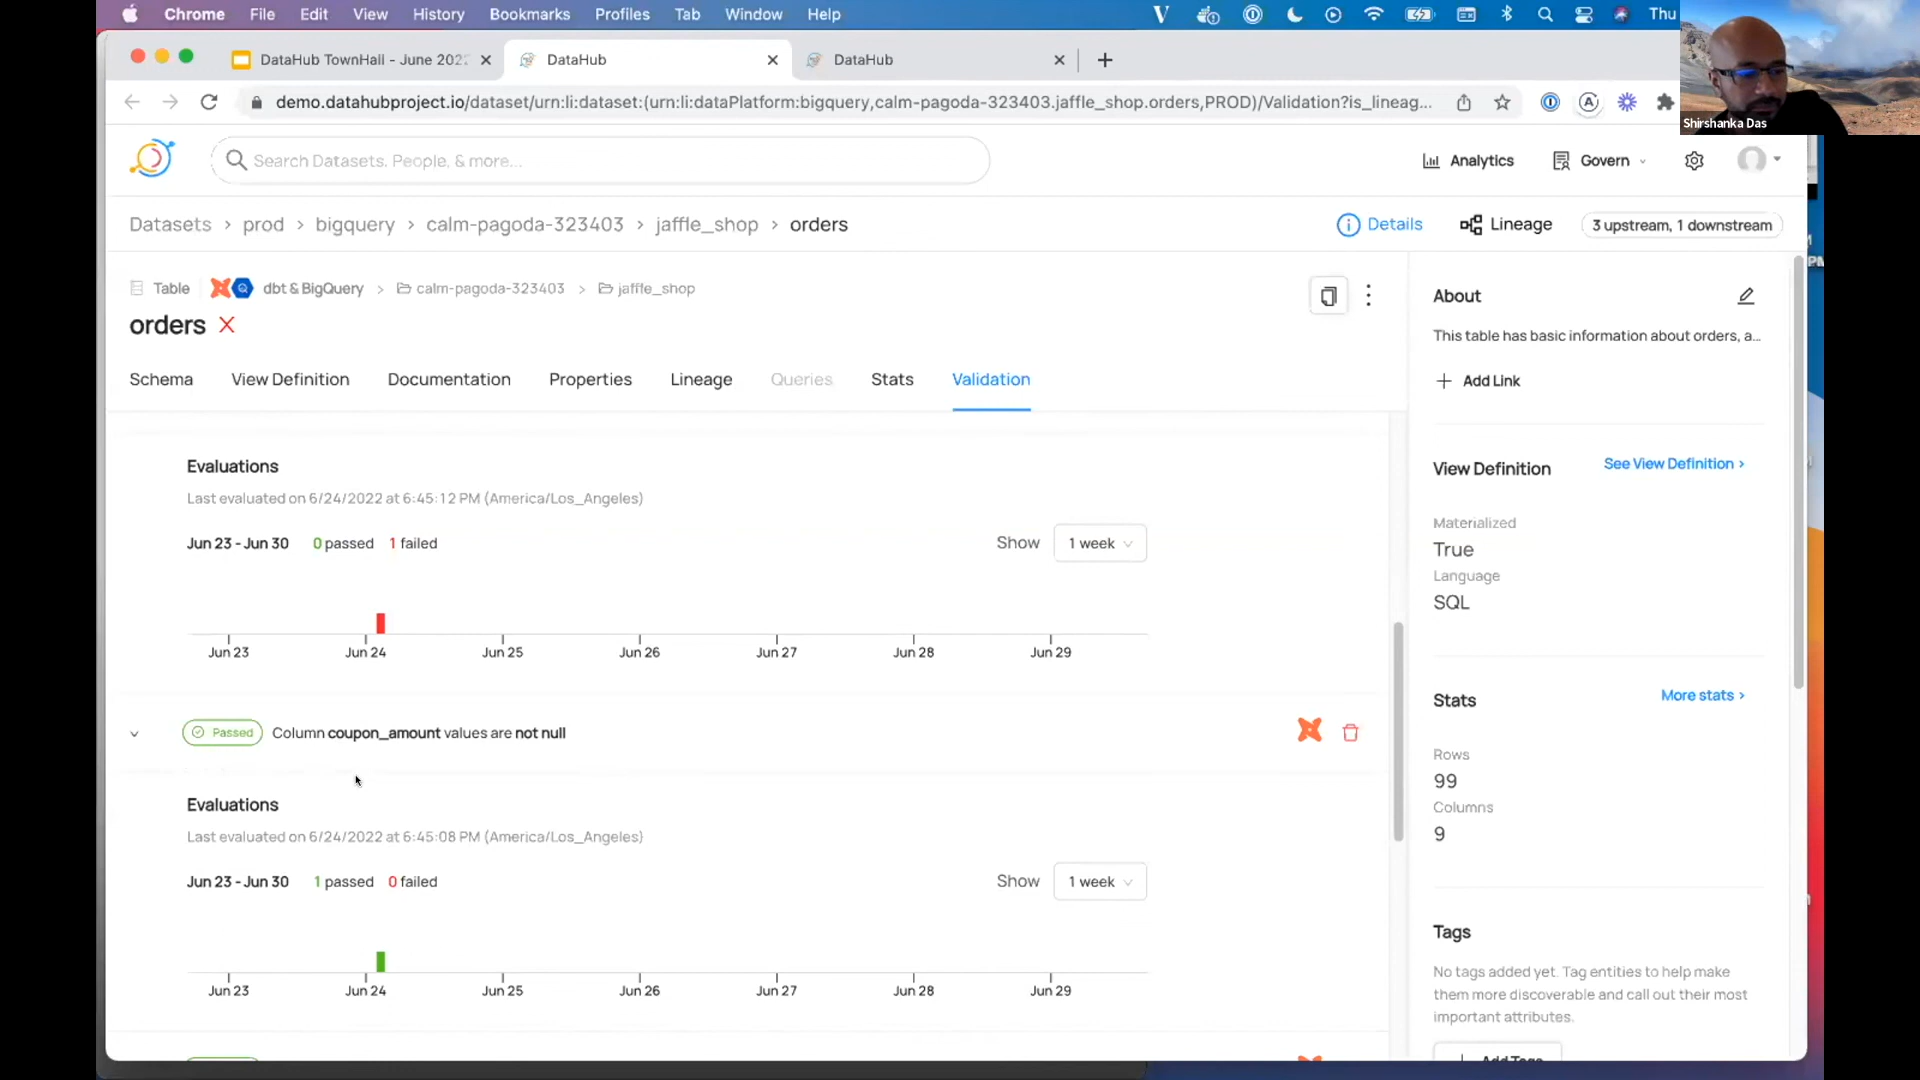 Chrome File Edit View History Bookmarks Profiles Tab Window Help Thu
DataHub TownHall - June 202
DataHub
DataHub
demo.datahubproject.io/dataset/urn:li:dataset:(urn:li:dataPlatform:bigquery,calm-pagoda-323403.jaffle_shop.orders,PROD)/Validation?is_lineag...
Shirshanka Das
Search Datasets, People, & more...
Analytics
Govern
Datasets > prod > bigquery > calm-pagoda-323403 > jaffle_shop > orders
Details
Lineage
3 upstream, 1 downstream
Table dbt & BigQuery > calm-pagoda-323403 > jaffle_shop
orders
Schema View Definition Documentation Properties Lineage Queries Stats Validation
Evaluations
Last evaluated on 6/24/2022 at 6:45:12 PM (America/Los_Angeles)
Jun 23 - Jun 30 0 passed 1 failed
Show 1 week
Jun 23 Jun 24 Jun 25 Jun 26 Jun 27 Jun 28 Jun 29
Passed Column coupon_amount values are not null
Evaluations
Last evaluated on 6/24/2022 at 6:45:08 PM (America/Los_Angeles)
Jun 23 - Jun 30 1 passed 0 failed
Show 1 week
Jun 23 Jun 24 Jun 25 Jun 26 Jun 27 Jun 28 Jun 29
About
This table has basic information about orders, a...
+ Add Link
View Definition
See View Definition >
Materialized
True
Language
SQL
Stats
More stats >
Rows
99
Columns
9
Tags
No tags added yet. Tag entities to help make
them more discoverable and call out their most
important attributes.
+ Add Tags